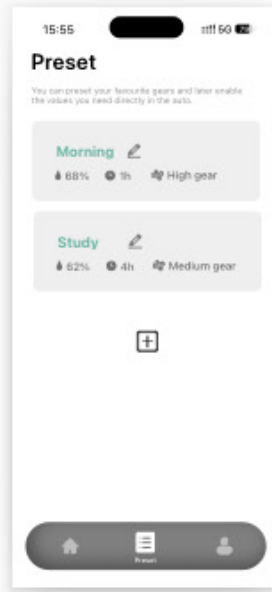 15:55
5G
Preset
You can preset your favourite gears and later enable
the values you need directly in the auto.
Morning
68% 1h High gear
Study
62% 4h Medium gear
Preset